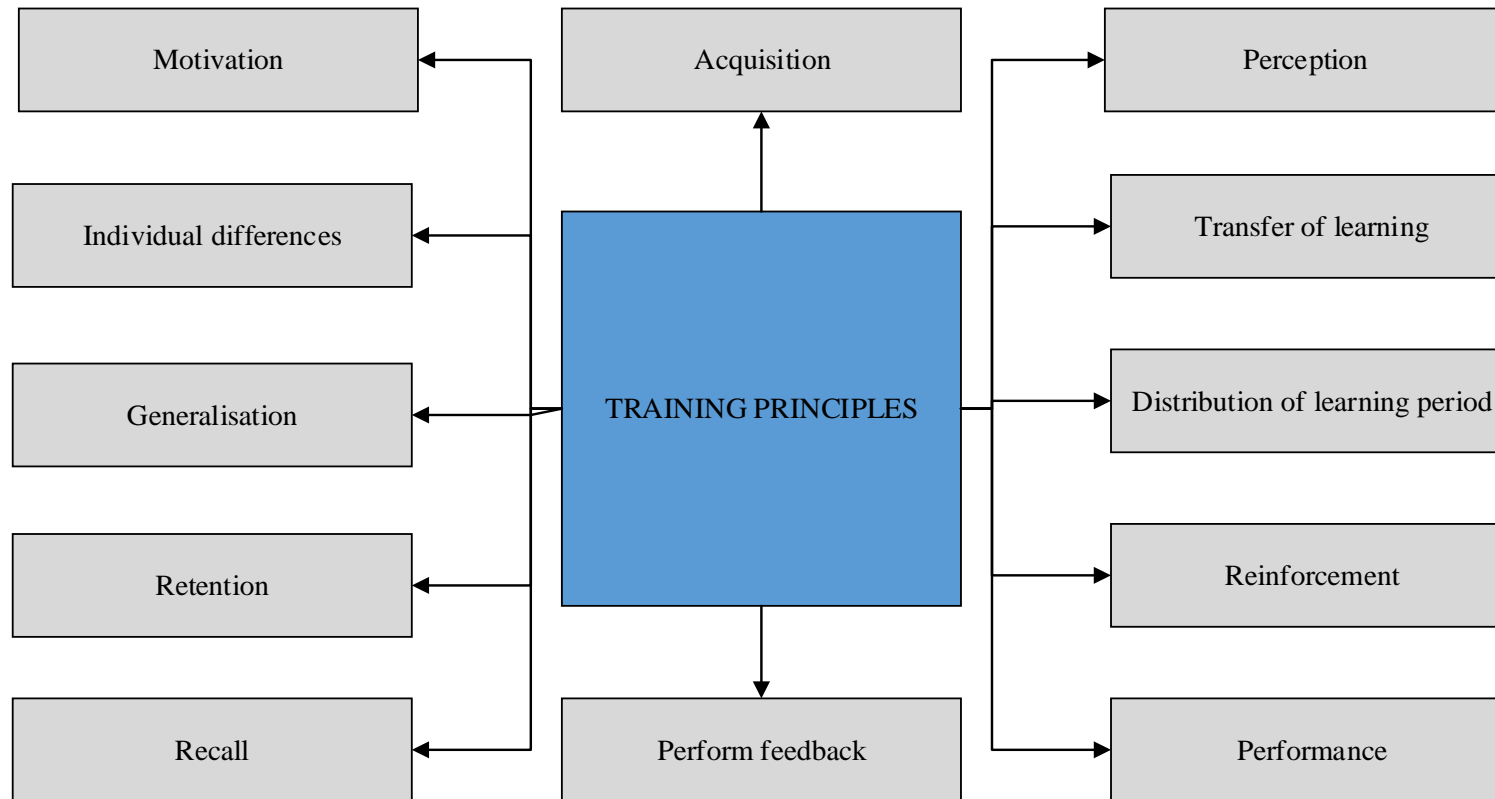 Motivation
Acquisition
Perception
Individual differences
Transfer of learning
Generalisation
TRAINING PRINCIPLES
Distribution of learning period
Retention
Reinforcement
Recall
Perform feedback
Performance